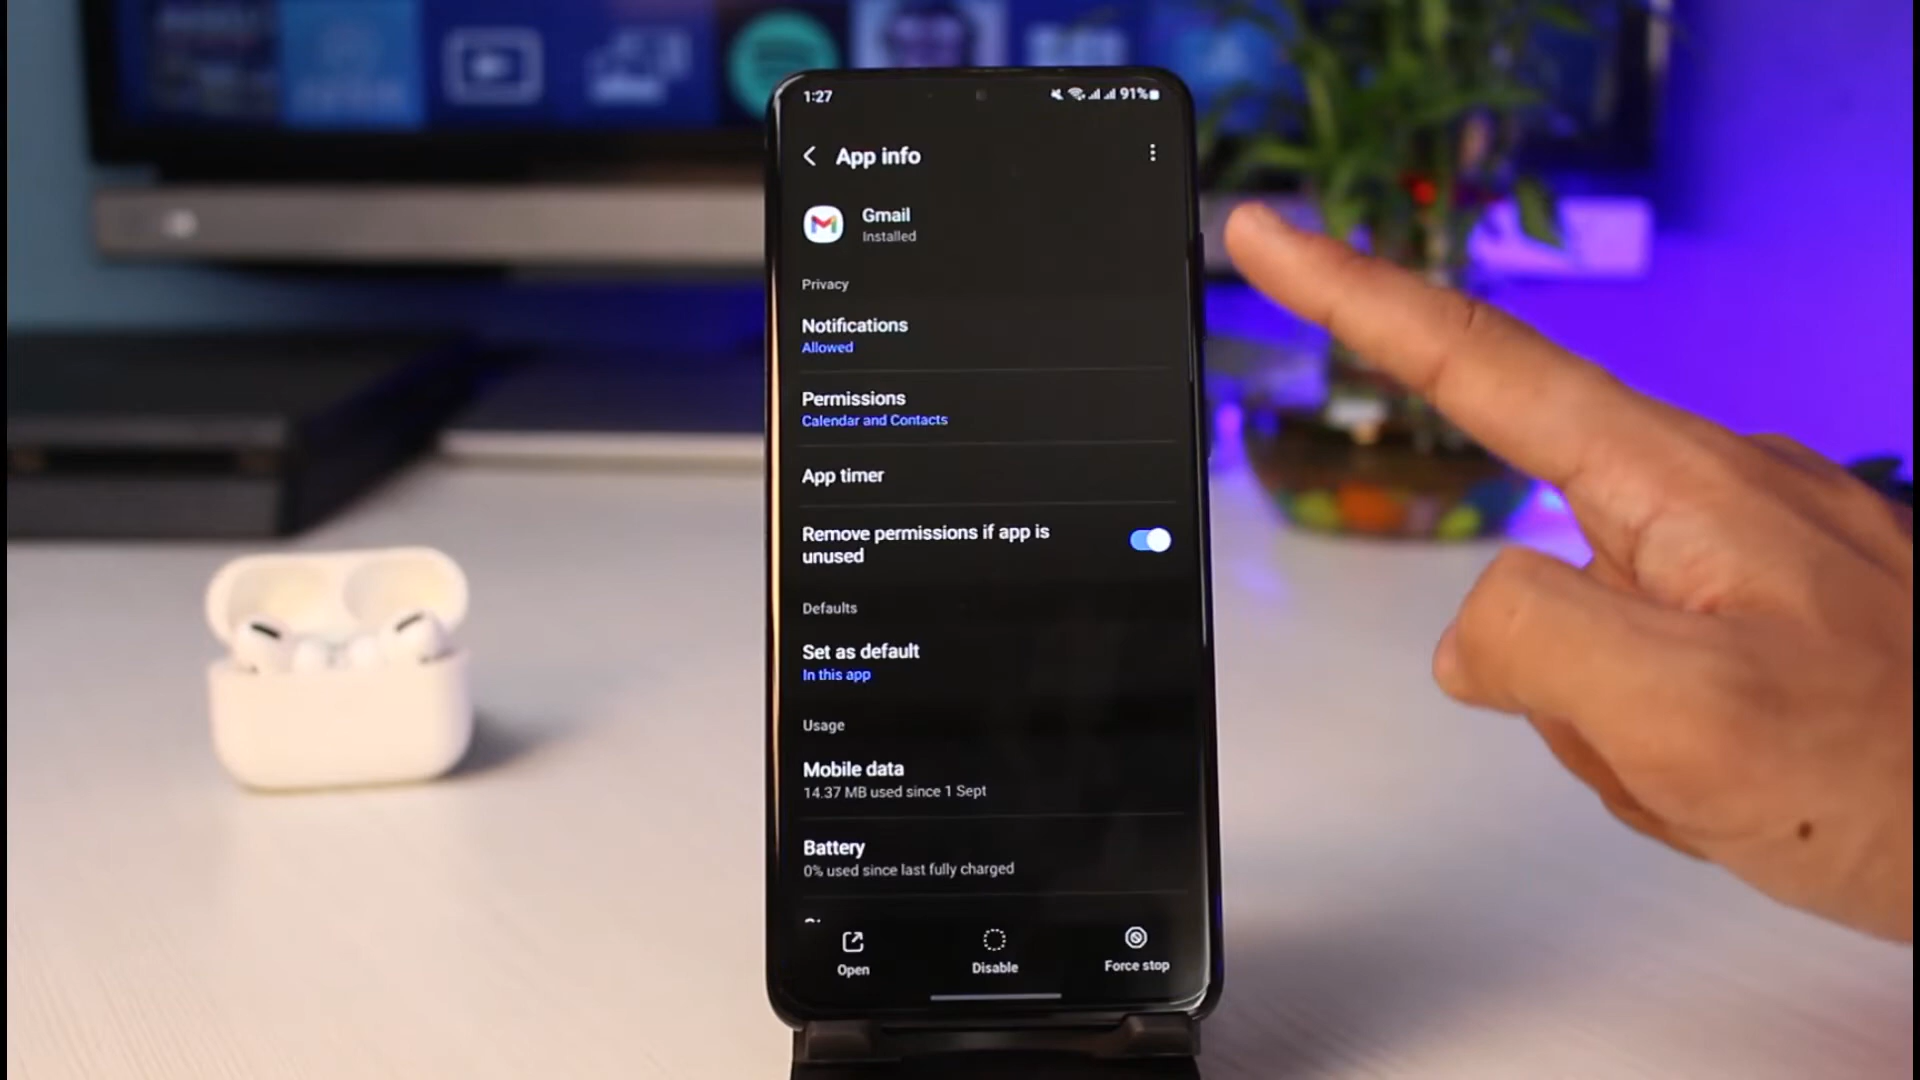 1:27
91%
App info
Gmail
Installed
Privacy
Notifications
Allowed
Permissions
Calendar and Contacts
App timer
Remove permissions if app is
unused
Defaults
Set as default
In this app
Usage
Mobile data
14.37 MB used since 1 Sept
Battery
0% used since last fully charged
Open
Disable
Force stop